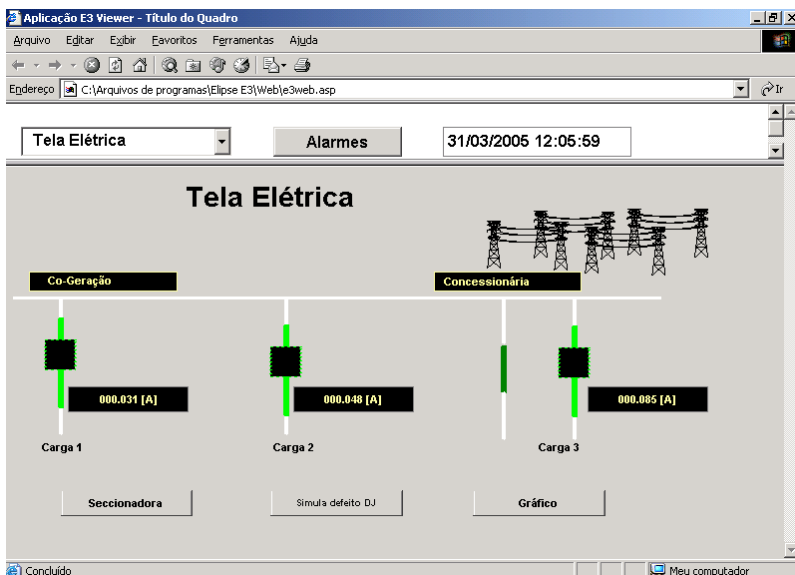 Aplicação E3 Viewer - Título do Quadro
Arquivo Editar Exibir Favoritos Ferramentas Ajuda
Endereço C:\Arquivos de programas\Elipse E3\Web\e3web.asp Ir
Tela Elétrica Alarmes 31/03/2005 12:05:59
Tela Elétrica
Co-Geração Concessionária
000.031 [A] 000.048 [A] 000.085 [A]
Carga 1 Carga 2 Carga 3
Seccionadora Simula defeito DJ Gráfico
Concluído Meu computador